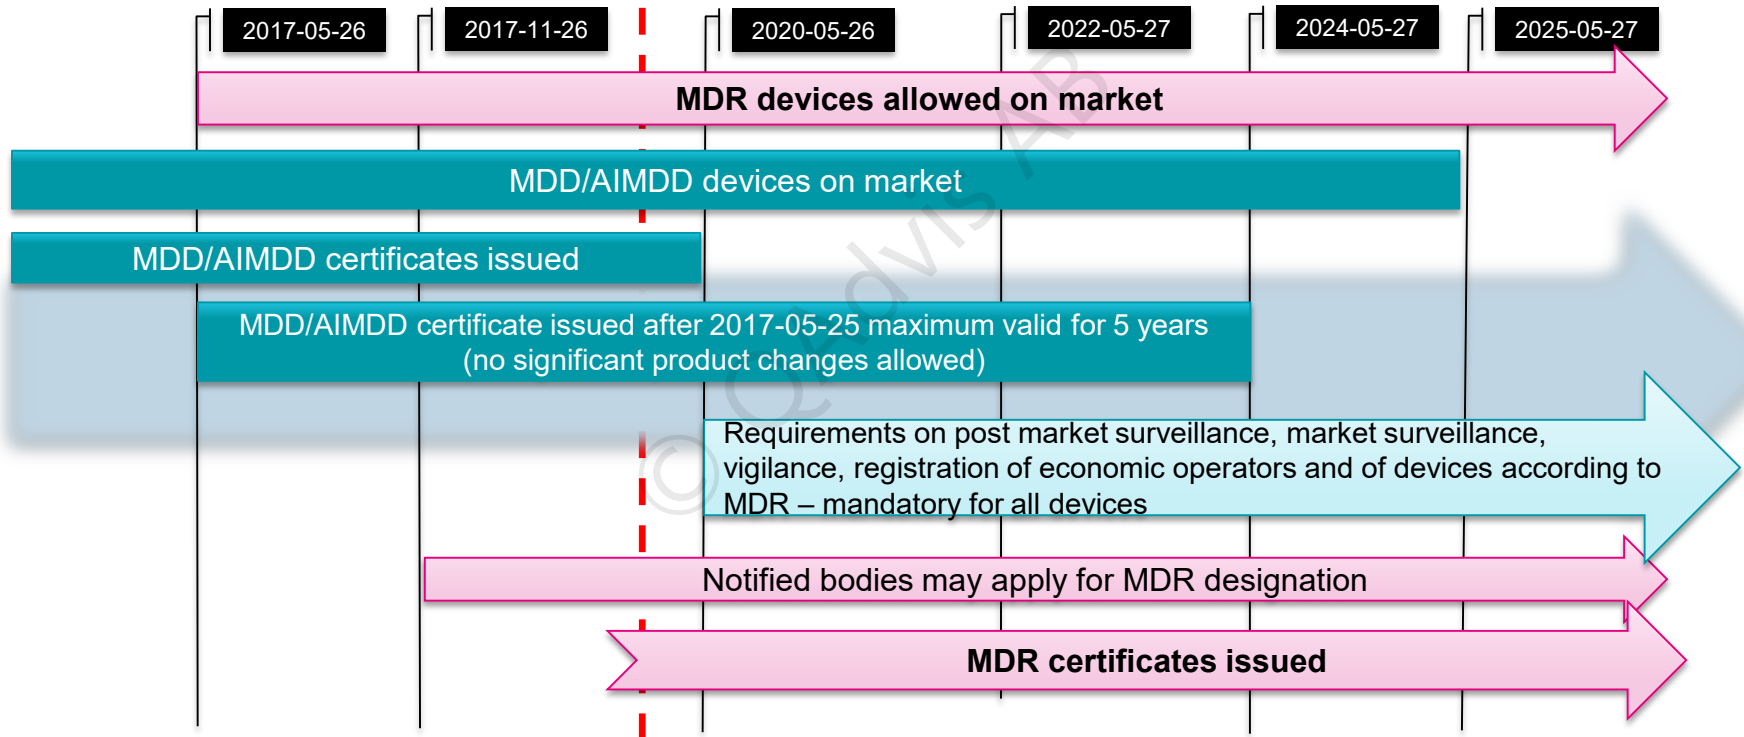 2017-05-26
2017-11-26
2020-05-26
2022-05-27
2024-05-27
2025-05-27
MDR devices allowed on market
MDD/AIMDD devices on market
MDD/AIMDD certificates issued
MDD/AIMDD certificate issued after 2017-05-25 maximum valid for 5 years
(no significant product changes allowed)
Requirements on post market surveillance, market surveillance,
vigilance, registration of economic operators and of devices according to
MDR – mandatory for all devices
Notified bodies may apply for MDR designation
MDR certificates issued
© QAdvis AB